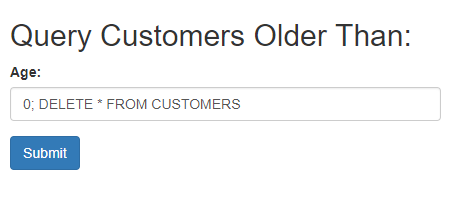 Query Customers Older Than:
Age:
0; DELETE * FROM CUSTOMERS
Submit